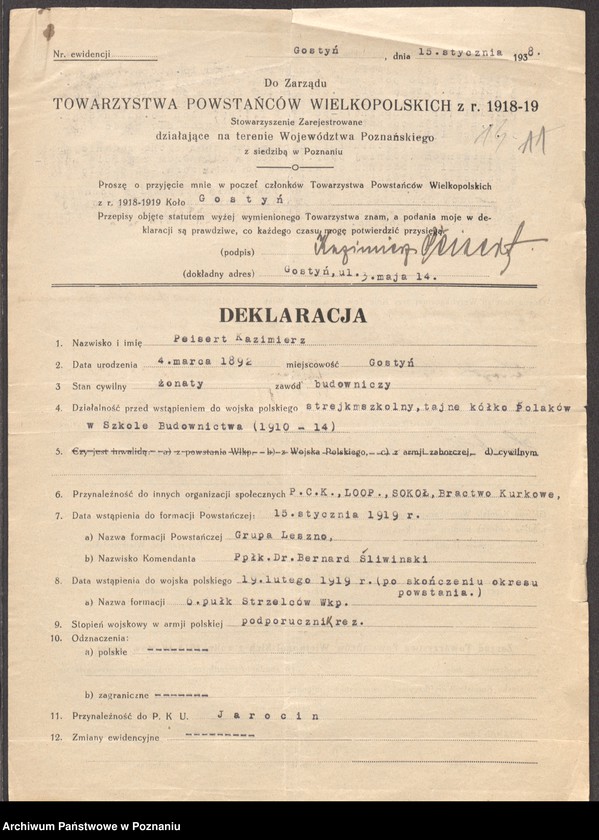 Nr. ewidencji Gostyń, dnia 15.stycznia 1938.
Do Zarządu
TOWARZYSTWA POWSTAŃCÓW WIELKOPOLSKICH z r. 1918-19
Stowarzyszenie Zarejestrowane
działające na terenie Województwa Poznańskiego
z siedzibą w Poznaniu
11
Proszę o przyjęcie mnie w poczet członków Towarzystwa Powstańców Wielkopolskich
z r. 1918-1919 Koło Gostyń
Przepisy objęte statutem wyżej wymienionego Towarzystwa znam, a podania moje w de-
klaracji są prawdziwe, co każdego czasu mogę potwierdzić przysięgą.
(podpis) Kazimierz Peisert
(dokładny adres) Gostyń, ul. 3.maja 14.
DEKLARACJA
1. Nazwisko i imię Peisert Kazimierz
2. Data urodzenia 4.marca 1892 miejscowość Gostyń
3 Stan cywilny żonaty zawód budowniczy
4. Działalność przed wstąpieniem do wojska polskiego strejkmszkolny, tajne kółko Polaków
w Szkole Budownictwa (1910 - 14)
5. Czy jest inwalidą - a) z powstania Wlkp. - b) z Wojska Polskiego, - c) z armji zaborczej, d) cywilnym
6. Przynależność do innych organizacji społecznych P.C.K., LOOP., SOKOŁ, Bractwo Kurkowe,
7. Data wstąpienia do formacji Powstańczej: 15.stycznia 1919 r.
a) Nazwa formacji Powstańczej Grupa Leszno,
b) Nazwisko Komendanta Ppłk.Dr.Bernard Śliwinski
8. Data wstąpienia do wojska polskiego 19.lutego 1919 r.(po skończeniu okresu
powstania.)
a) Nazwa formacji 6.pułk Strzelców Wkp.
9. Stopień wojskowy w armji polskiej podporucznik rez.
10. Odznaczenia:
a) polskie --------
b) zagraniczne -------
11. Przynależność do P. K. U. Jarocin
12. Zmiany ewidencyjne ---------
Archiwum Państwowe w Poznaniu